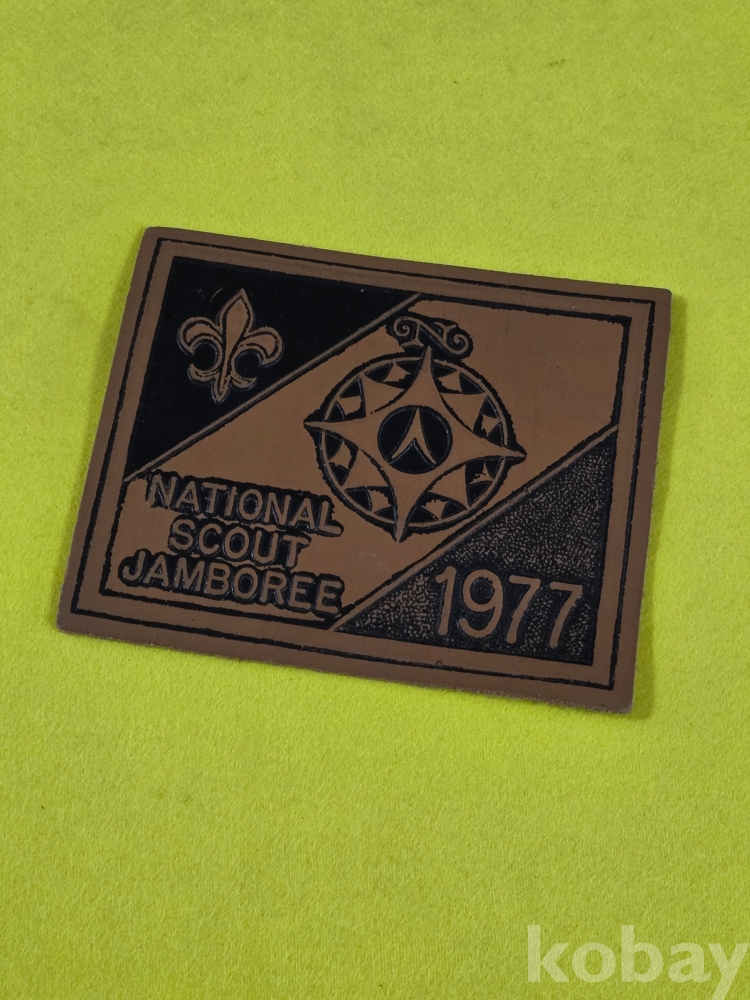 N
NATIONAL
SCOUT
JAMBOREE
1977
kobay